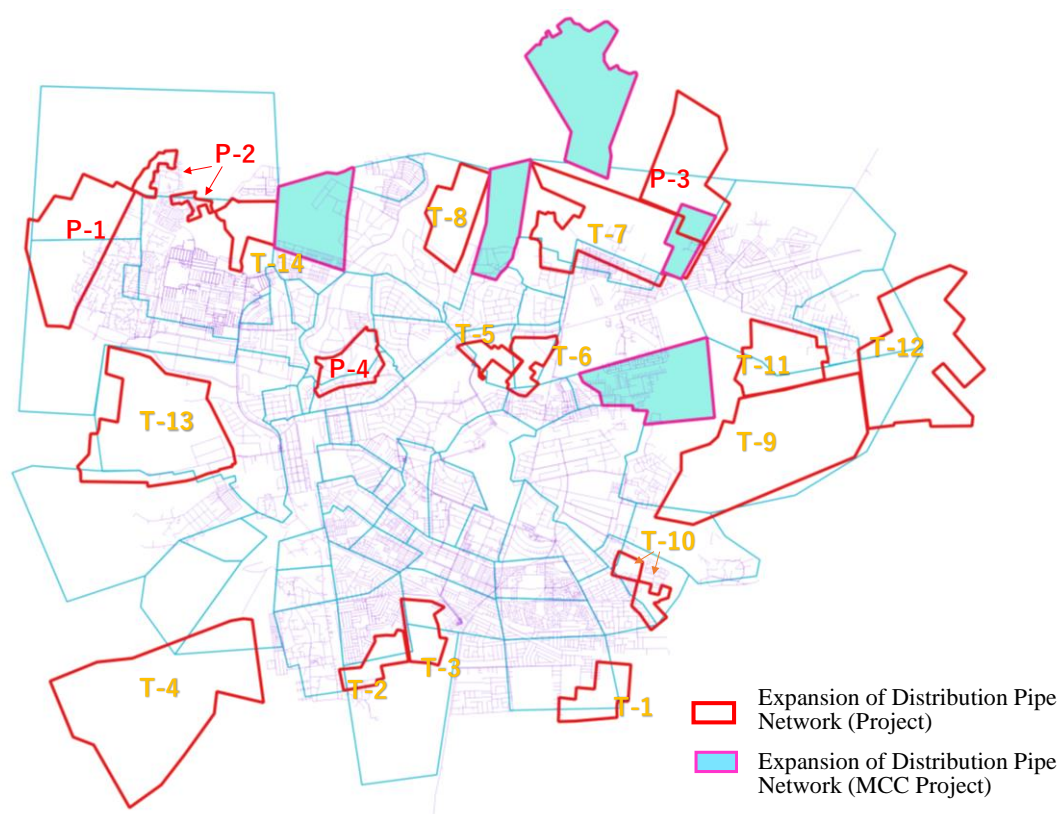 P-2
P-3
P-1
T-8
T-7
T-14
T-5
T-6
T-12
T-11
P-4
T-13
T-9
T-10
T-3
T-4
T-2
T-1
Expansion of Distribution Pipe
Network (Project)
Expansion of Distribution Pipe
Network (MCC Project)